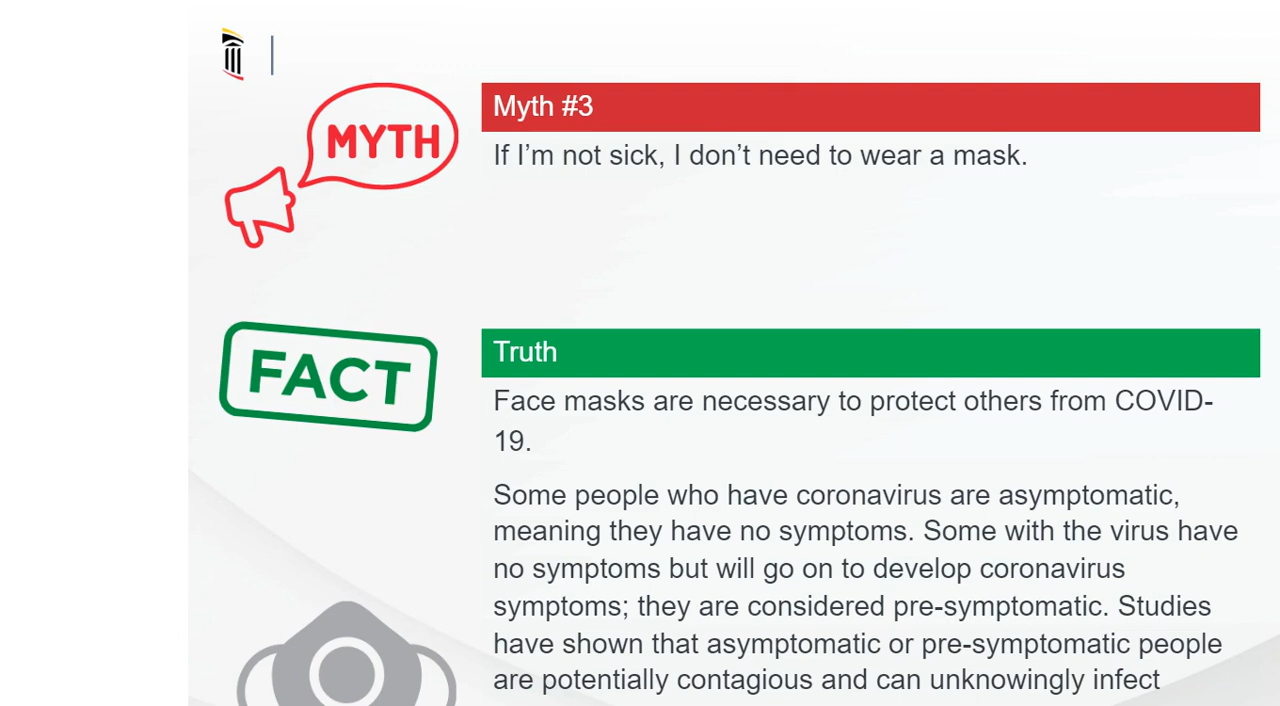 MYTH
Myth #3
If I’m not sick, I don’t need to wear a mask.
FACT
Truth
Face masks are necessary to protect others from COVID-
19.
Some people who have coronavirus are asymptomatic,
meaning they have no symptoms. Some with the virus have
no symptoms but will go on to develop coronavirus
symptoms; they are considered pre-symptomatic. Studies
have shown that asymptomatic or pre-symptomatic people
are potentially contagious and can unknowingly infect